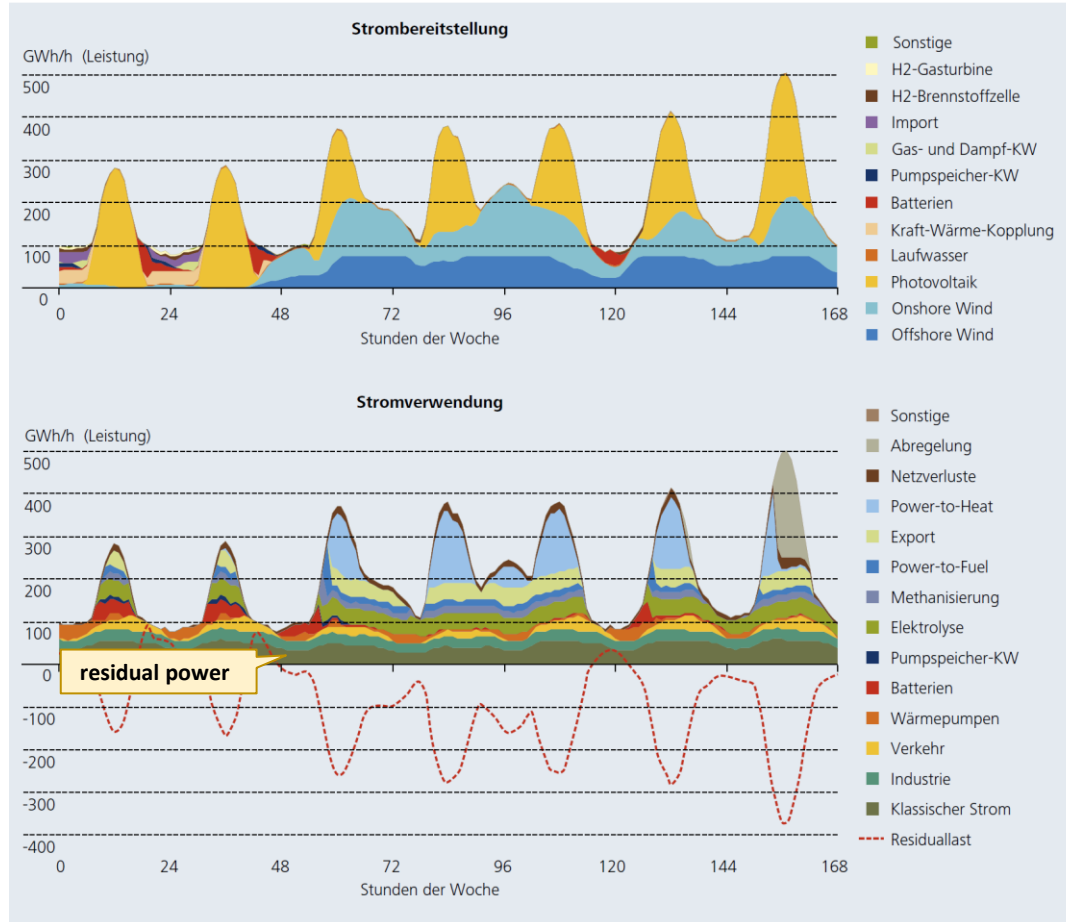 Strombereitstellung
GWh/h (Leistung)
500
400
300
200
100
0
0 24 48 72 96 120 144 168
Stunden der Woche
Sonstige
H2-Gasturbine
H2-Brennstoffzelle
Import
Gas- und Dampf-KW
Pumpspeicher-KW
Batterien
Kraft-Wärme-Kopplung
Laufwasser
Photovoltaik
Onshore Wind
Offshore Wind
Stromverwendung
GWh/h (Leistung)
500
400
300
200
100
0
-100
-200
-300
-400
residual power
0 24 48 72 96 120 144 168
Stunden der Woche
Sonstige
Abregelung
Netzverluste
Power-to-Heat
Export
Power-to-Fuel
Methanisierung
Elektrolyse
Pumpspeicher-KW
Batterien
Wärmepumpen
Verkehr
Industrie
Klassischer Strom
Residuallast